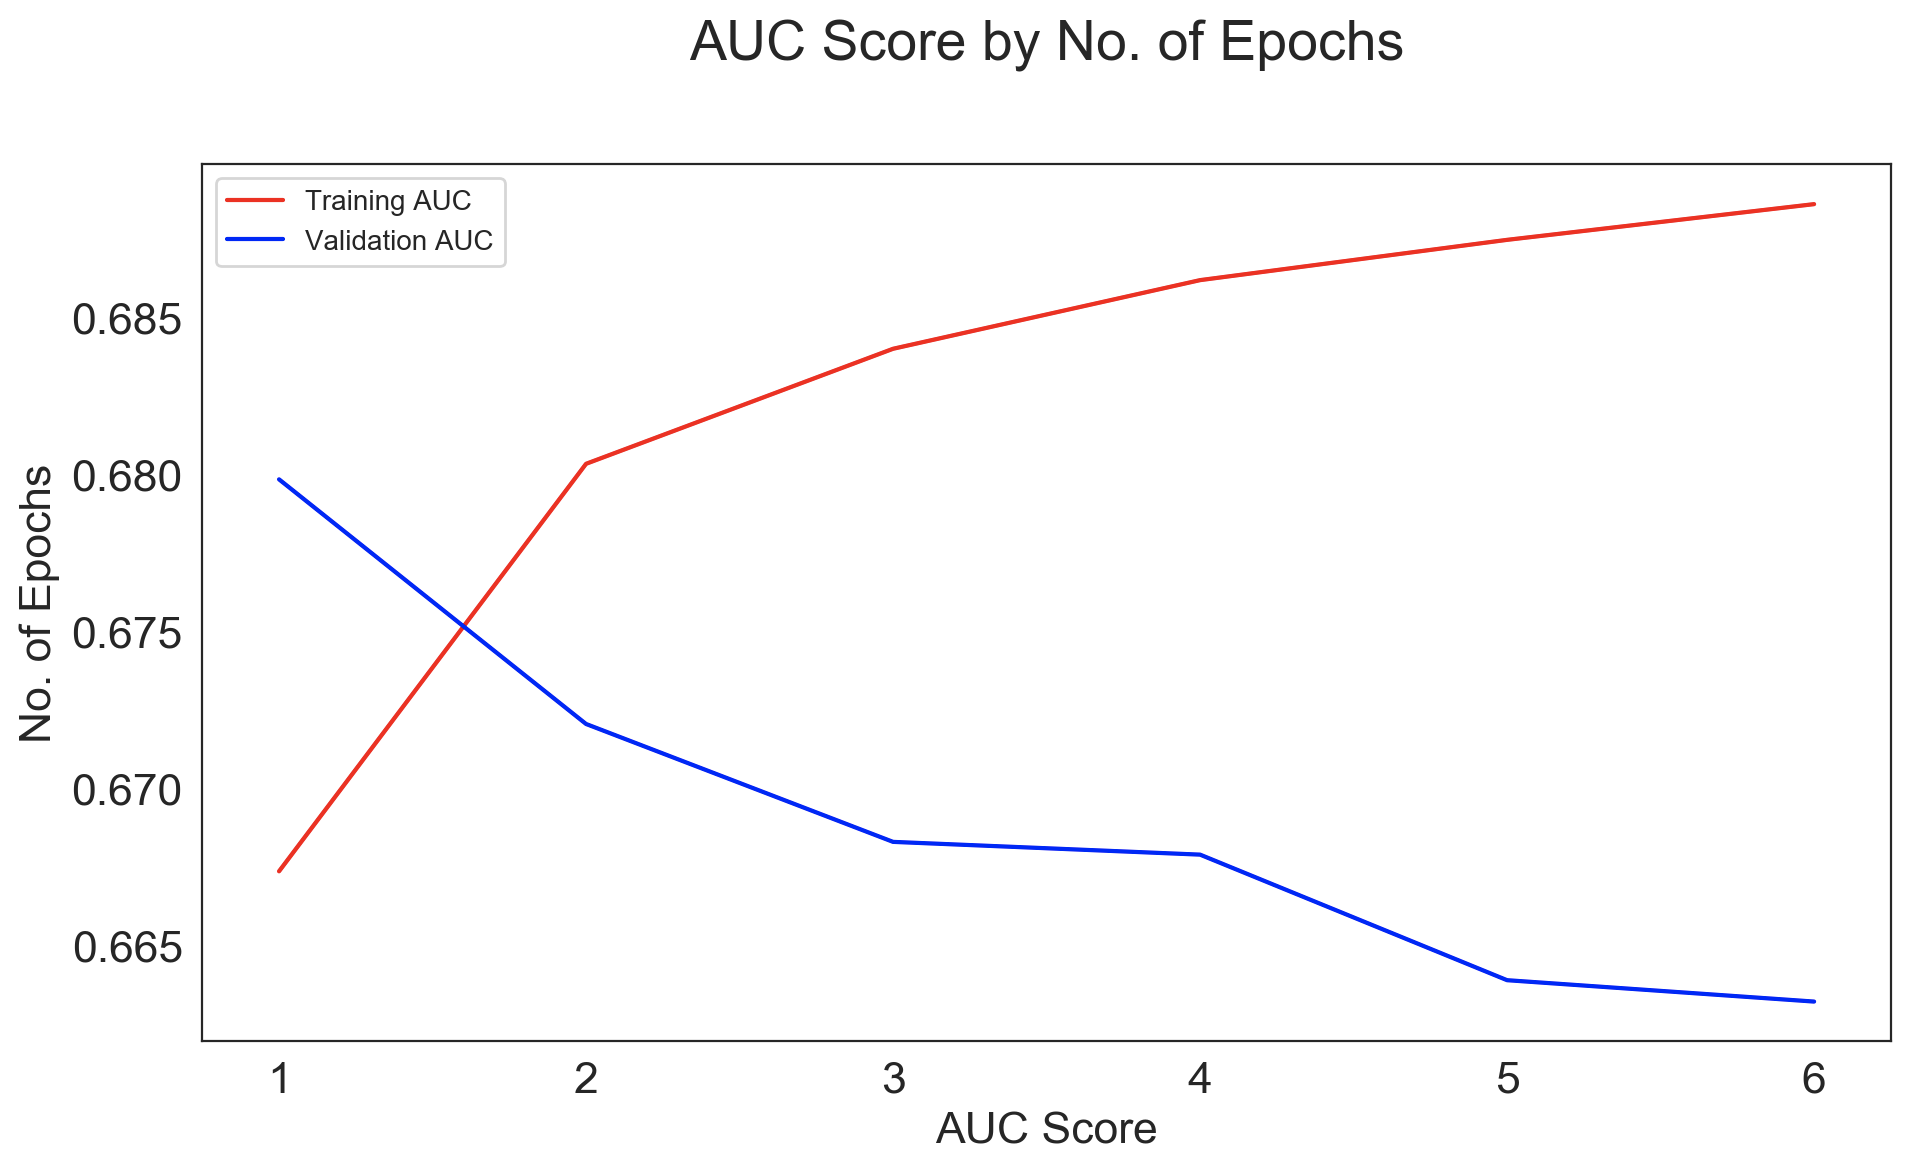 AUC Score by No. of Epochs
Training AUC
Validation AUC
0.685
0.680
0.675
0.670
0.665
No. of Epochs
1 2 3 4 5 6
AUC Score